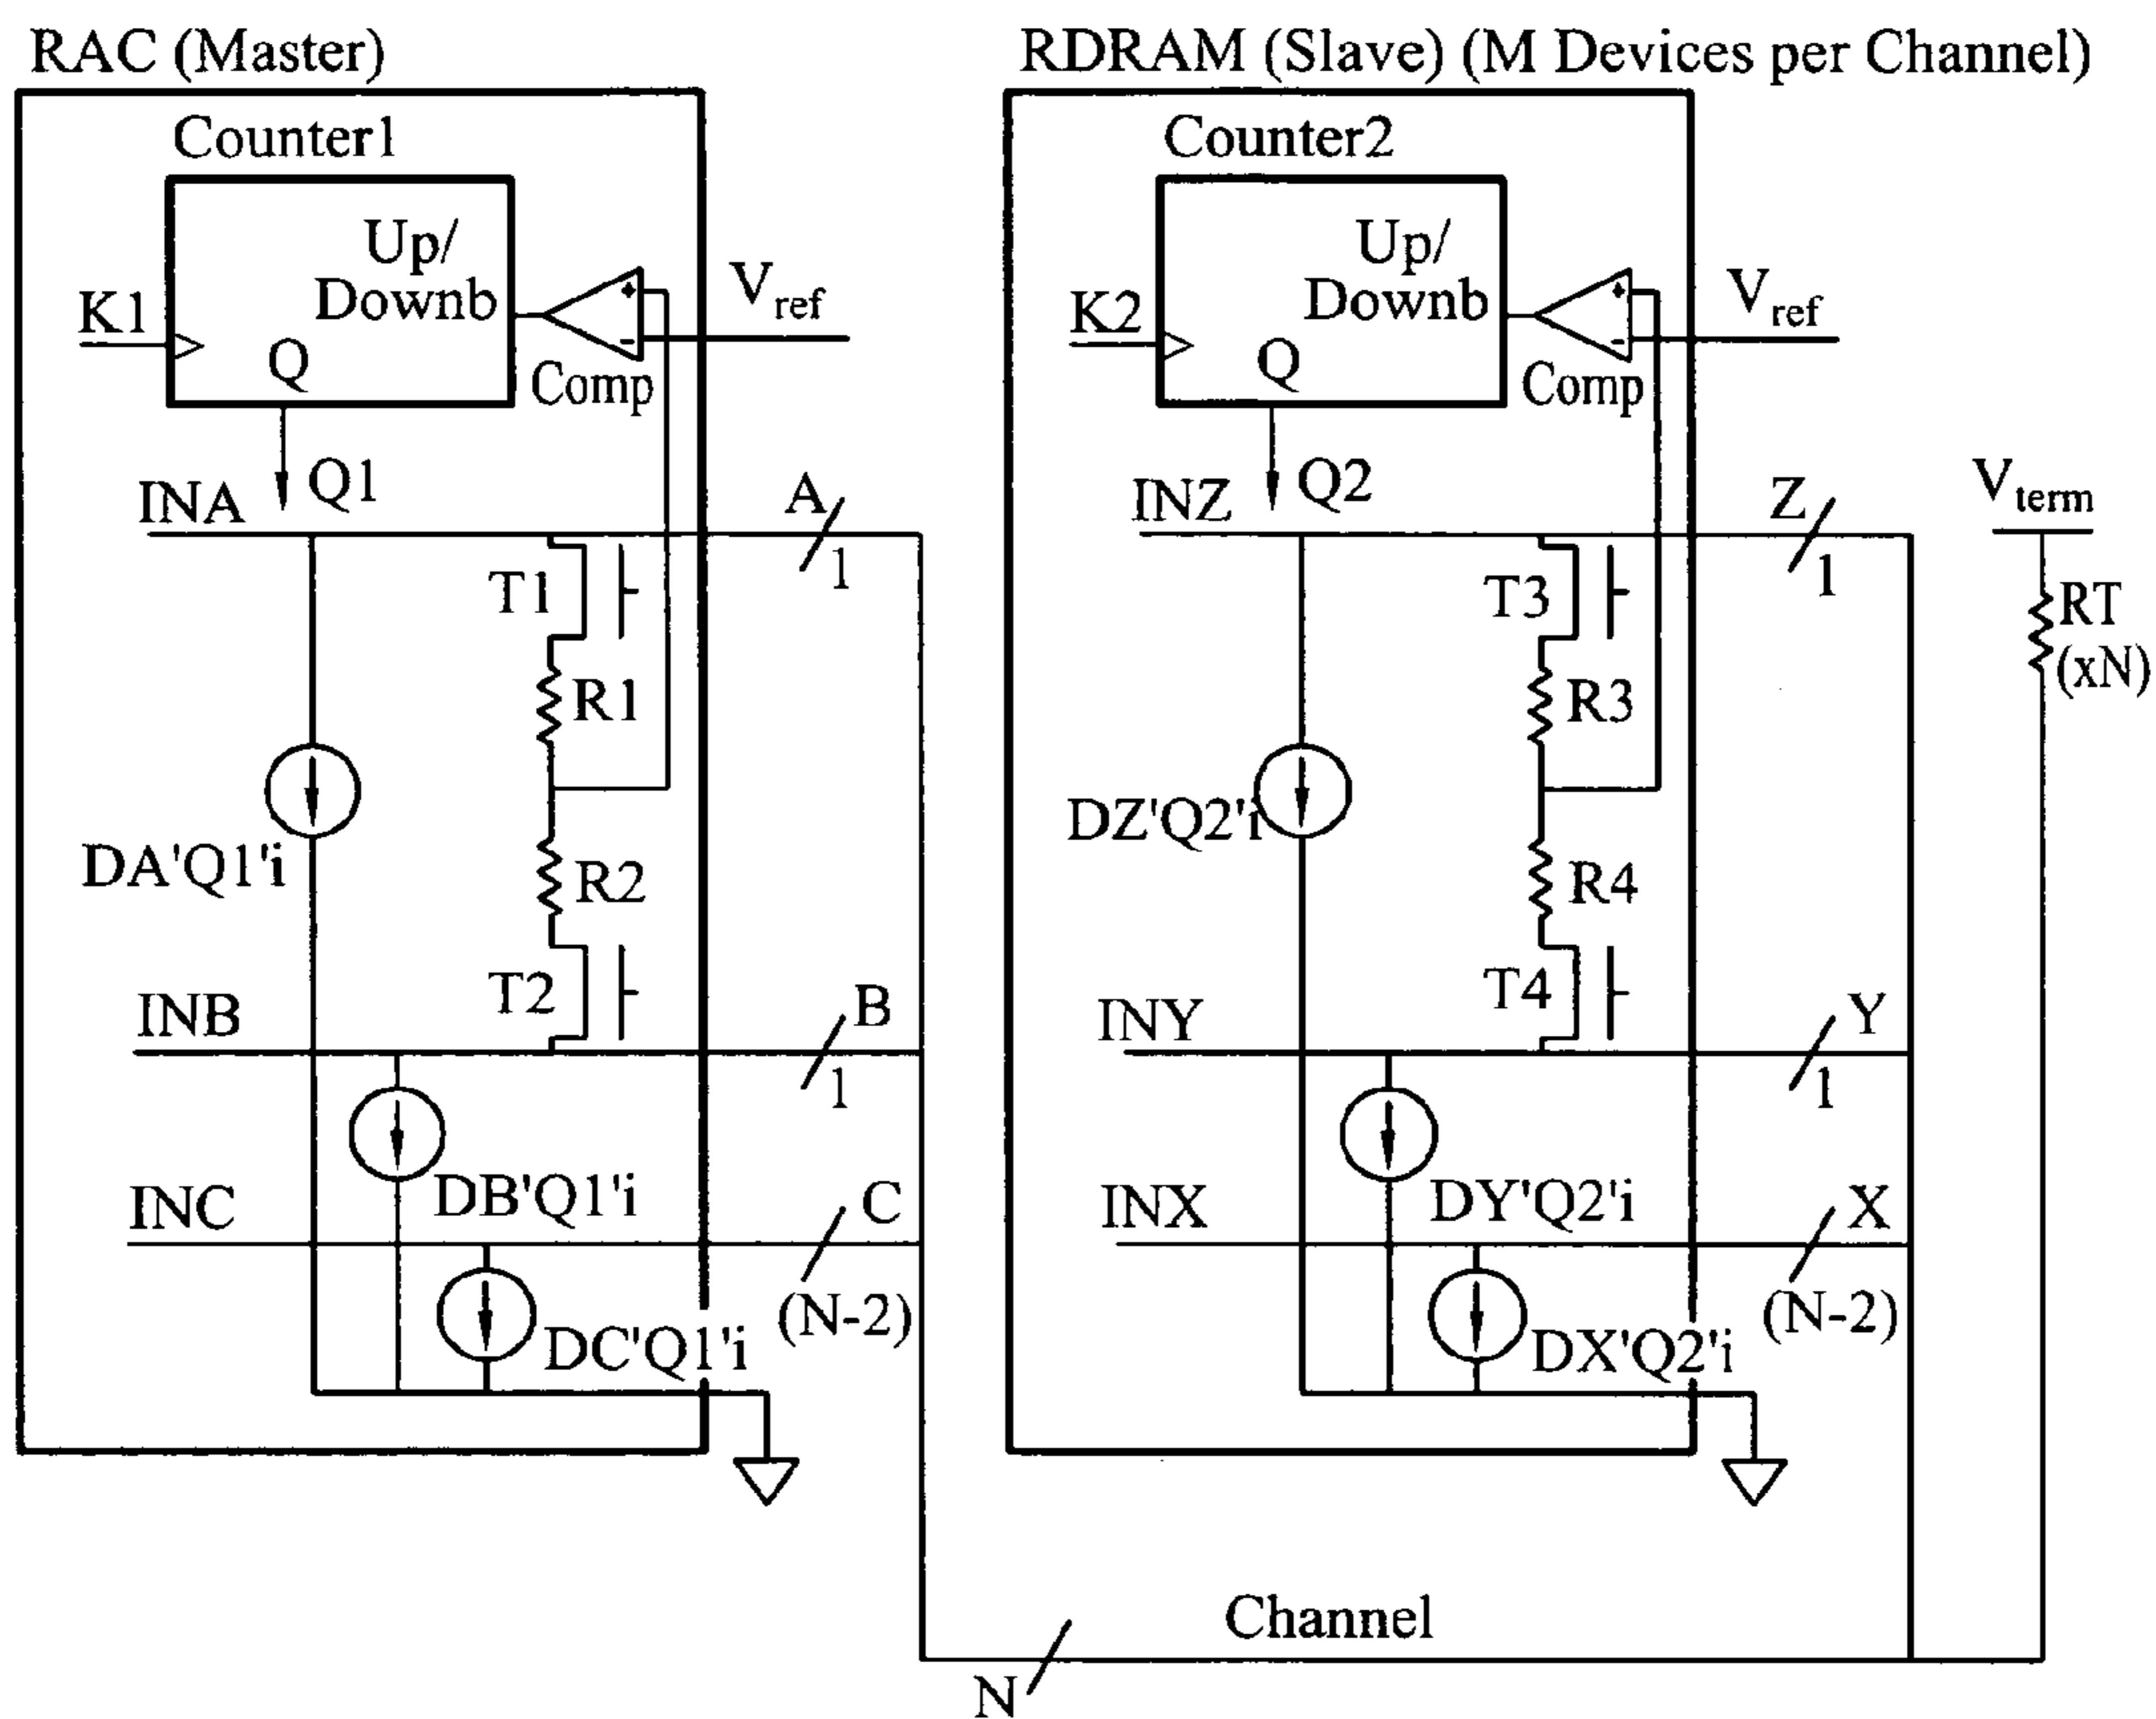 RAC (Master)
Counter1
Up/
Downb
K1
Q
+
-
Comp
Vref
Q1
INA
A
1
T1
R1
DA'Q1'i
R2
T2
INB
B
1
DB'Q1'i
INC
C
(N-2)
DC'Q1'i
RDRAM (Slave) (M Devices per Channel)
Counter2
Up/
Downb
K2
Q
+
-
Comp
Vref
Q2
INZ
Z
1
T3
R3
DZ'Q2'i
R4
T4
INY
Y
1
DY'Q2'i
INX
X
(N-2)
DX'Q2'i
Vterm
RT
(xN)
Channel
N